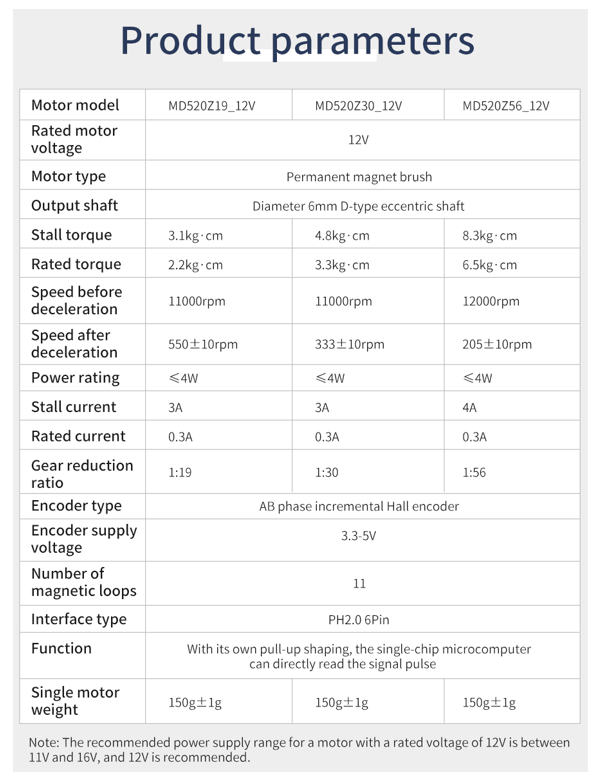 Product parameters
Motor model MD520Z19_12V MD520Z30_12V MD520Z56_12V
Rated motor
voltage
12V
Motor type Permanent magnet brush
Output shaft Diameter 6mm D-type eccentric shaft
Stall torque 3.1kg·cm 4.8kg·cm 8.3kg·cm
Rated torque 2.2kg·cm 3.3kg·cm 6.5kg·cm
Speed before
deceleration
11000rpm 11000rpm 12000rpm
Speed after
deceleration
550±10rpm 333±10rpm 205±10rpm
Power rating ⩽4W ⩽4W ⩽4W
Stall current 3A 3A 4A
Rated current 0.3A 0.3A 0.3A
Gear reduction
ratio
1:19 1:30 1:56
Encoder type AB phase incremental Hall encoder
Encoder supply
voltage
3.3-5V
Number of
magnetic loops
11
Interface type PH2.0 6Pin
Function
With its own pull-up shaping, the single-chip microcomputer
can directly read the signal pulse
Single motor
weight
150g±1g 150g±1g 150g±1g
Note: The recommended power supply range for a motor with a rated voltage of 12V is between
11V and 16V, and 12V is recommended.